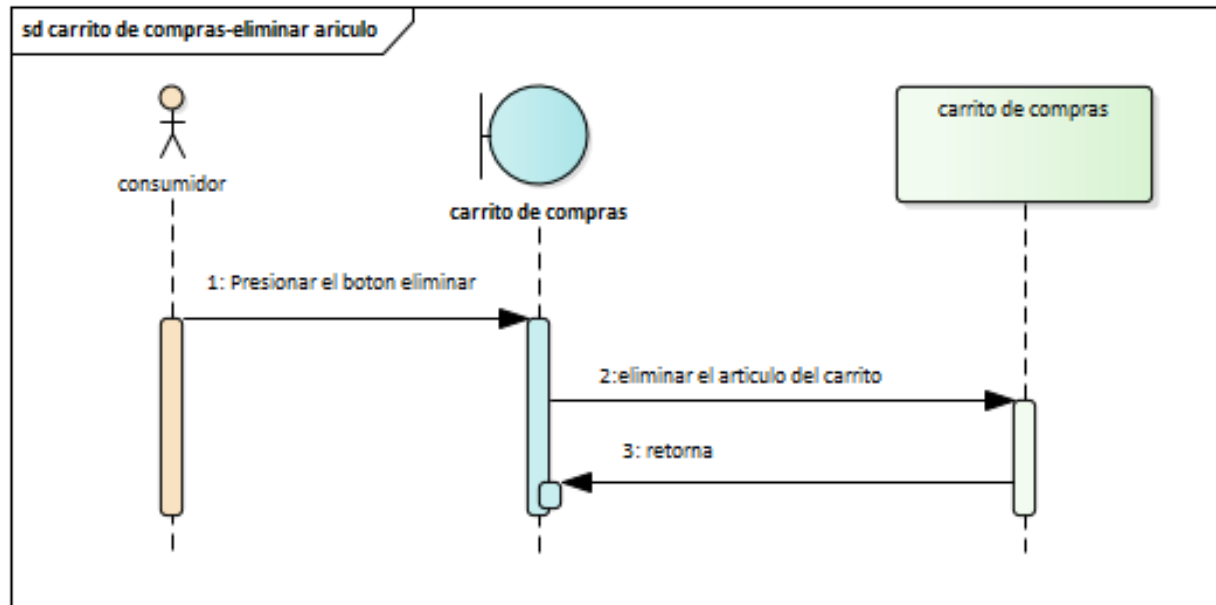 sd carrito de compras-eliminar ariculo
carrito de compras
consumidor
carrito de compras
1: Presionar el boton eliminar
2:eliminar el articulo del carrito
3: retorna